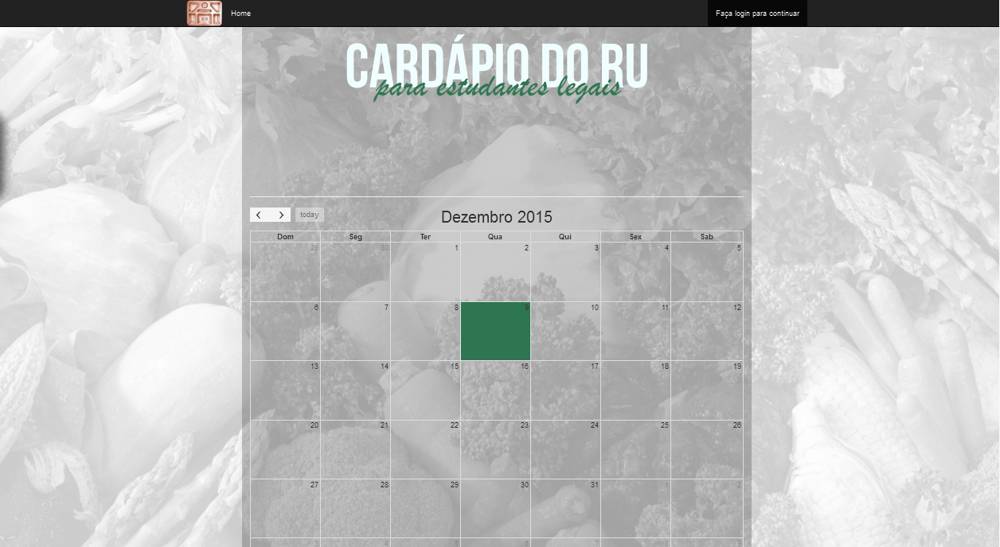 Home
Faça login para continuar
CARDÁPIO DO RU
para estudantes legais
today
Dezembro 2015
Dom Seg Ter Qua Qui Sex Sab
29 30 1 2 3 4 5
6 7 8 9 10 11 12
13 14 15 16 17 18 19
20 21 22 23 24 25 26
27 28 29 30 31 1 2
3 4 5 6 7 8 9